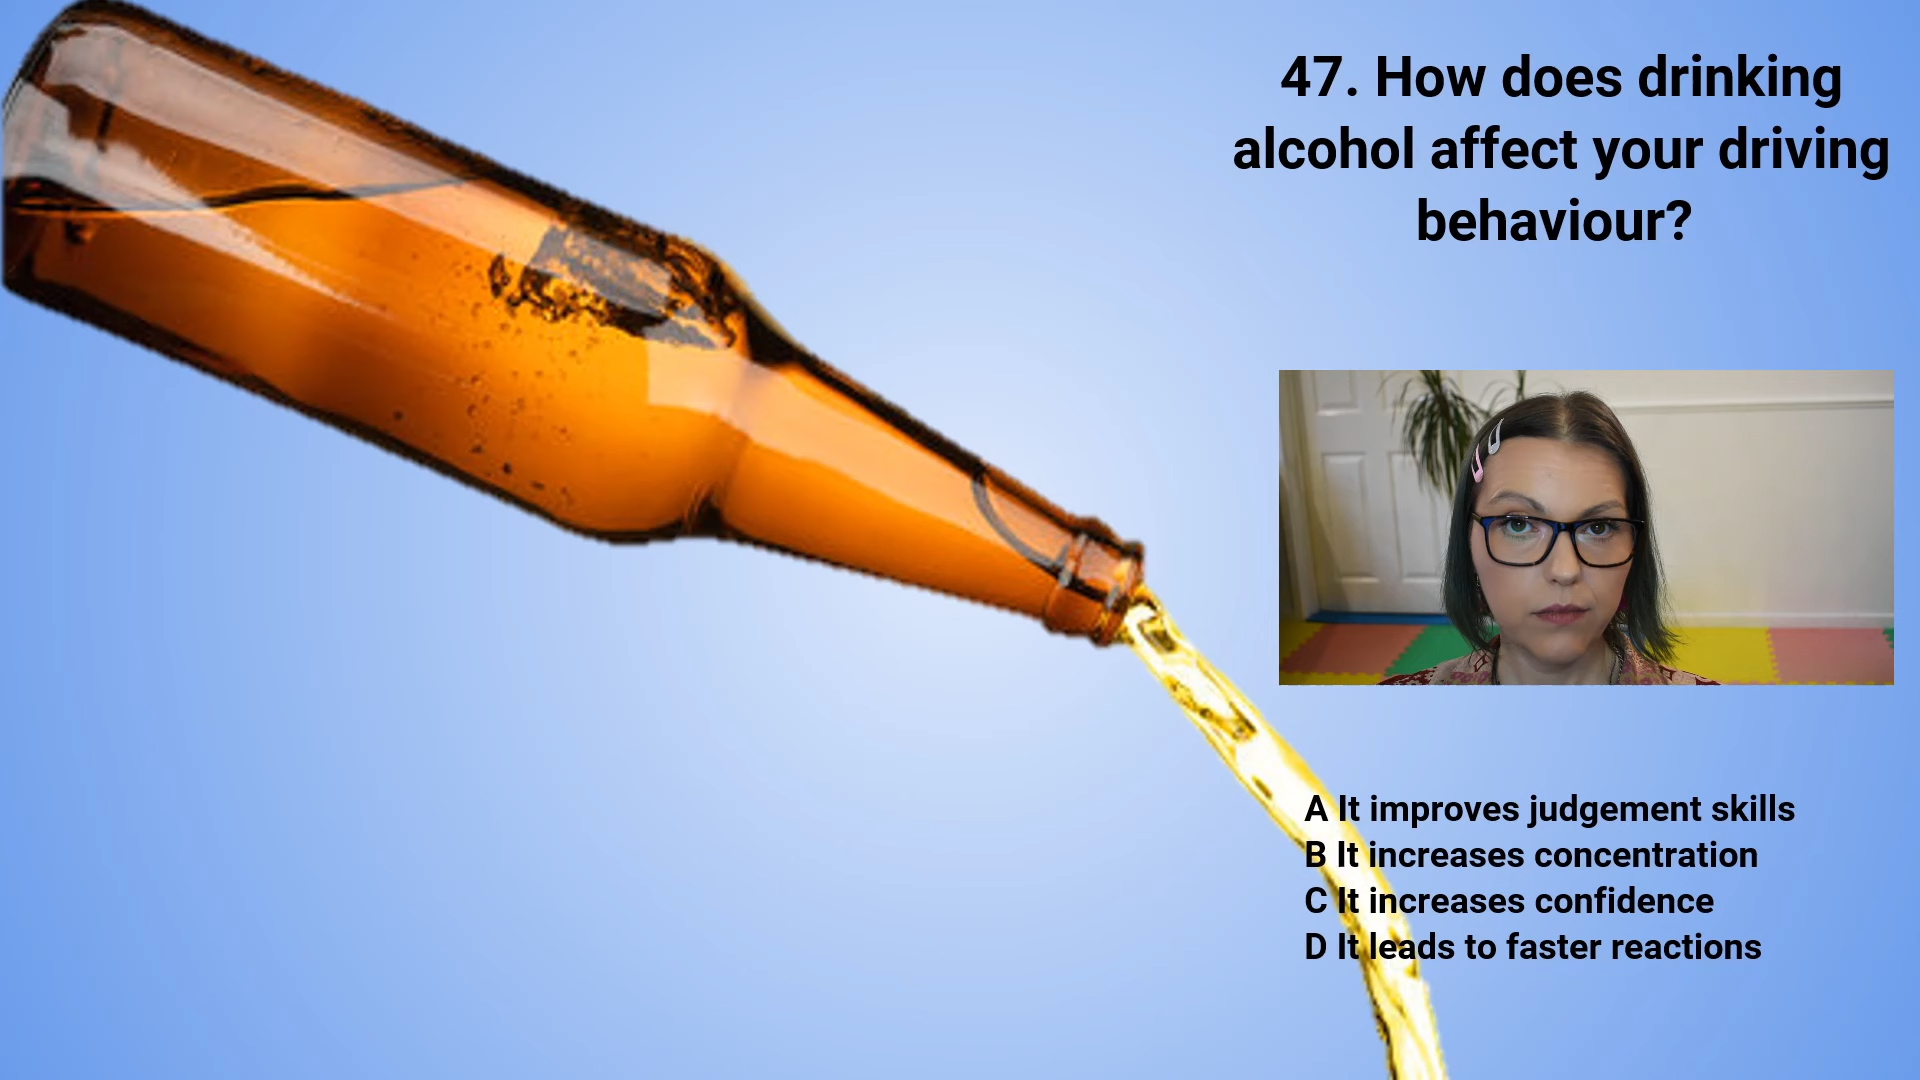 47. How does drinking
alcohol affect your driving
behaviour?
A It improves judgement skills
B It increases concentration
C It increases confidence
D It leads to faster reactions